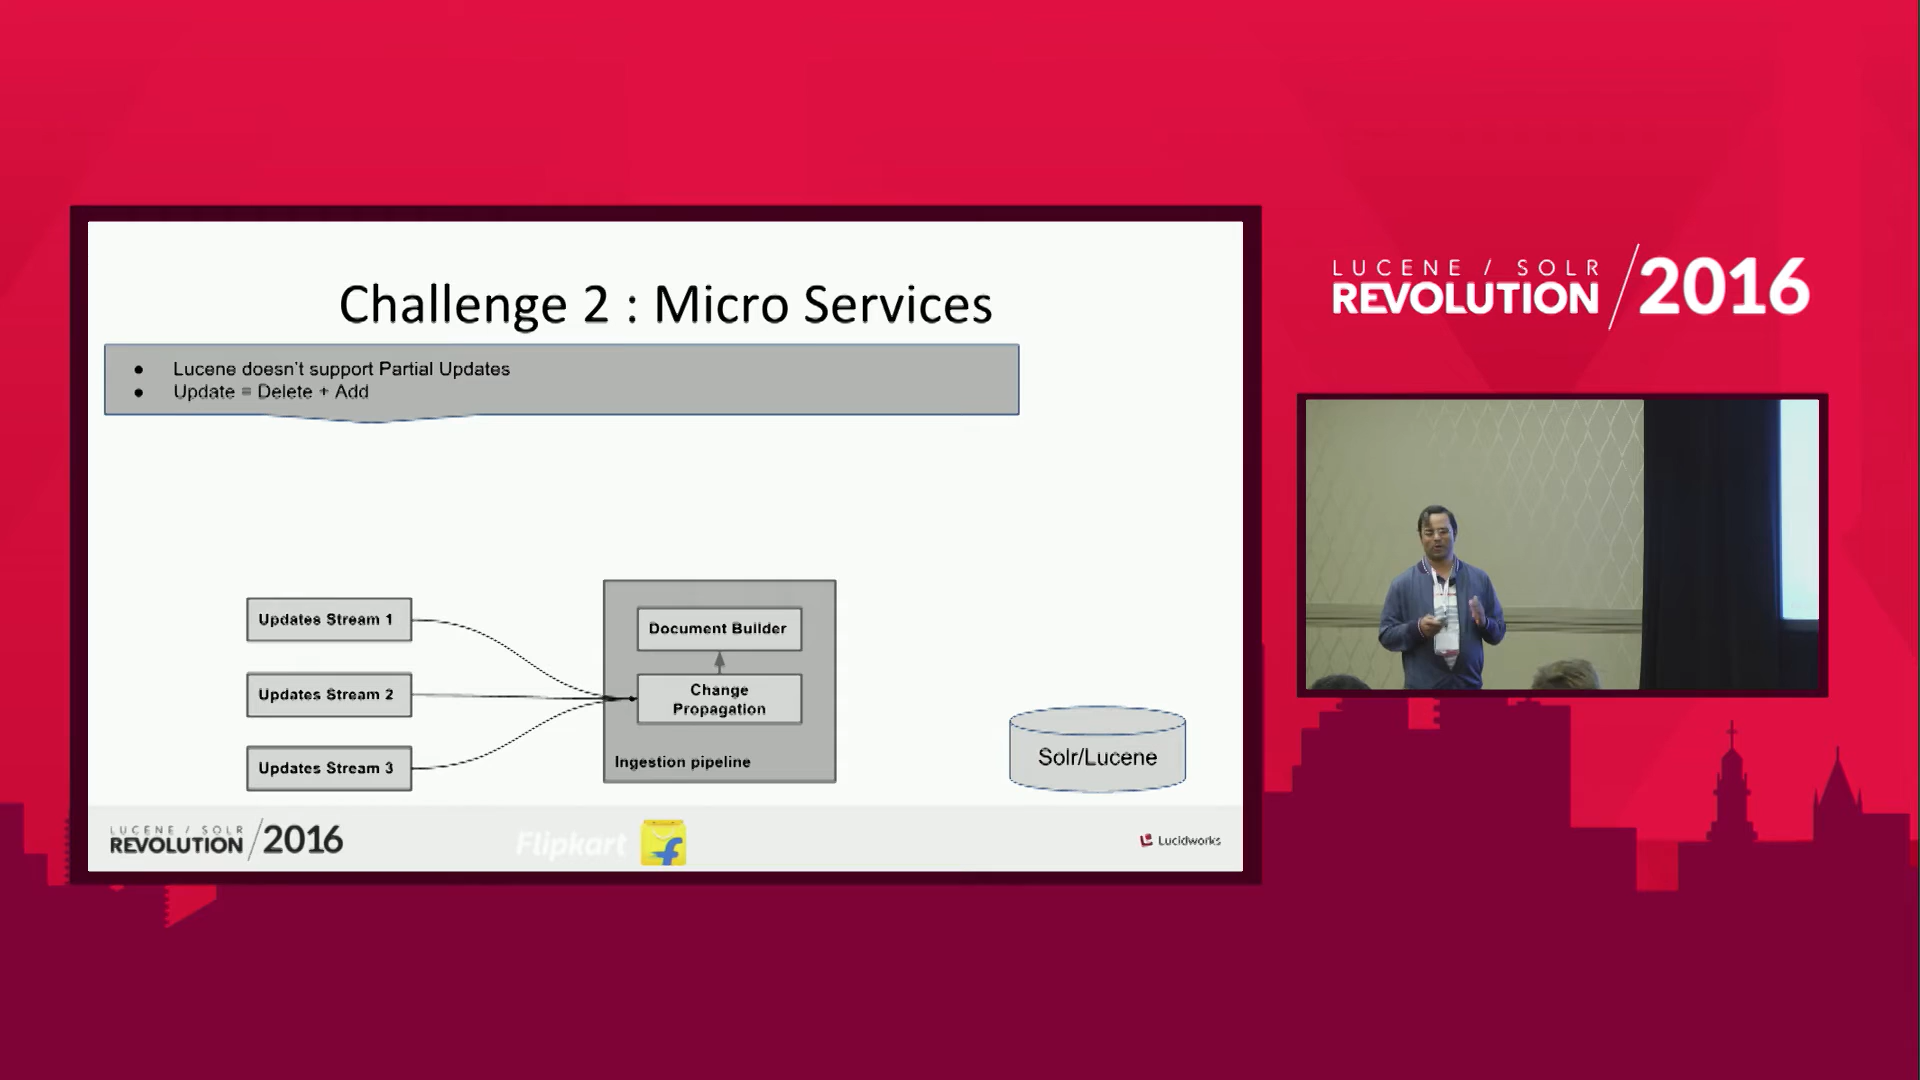 Challenge 2 : Micro Services
● Lucene doesn't support Partial Updates
● Update = Delete + Add
Updates Stream 1
Updates Stream 2
Updates Stream 3
Document Builder
Change
Propagation
Ingestion pipeline
Solr/Lucene
LUCENE / SOLR
REVOLUTION /2016
Flipkart
Lucidworks
LUCENE / SOLR
REVOLUTION /2016